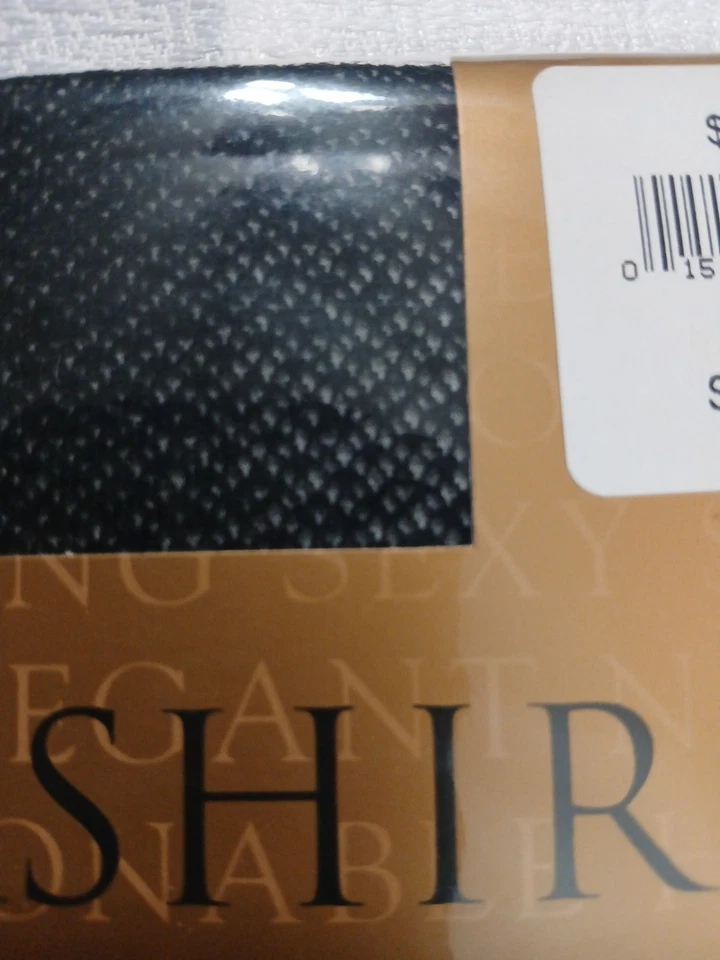 $
0 15
S
NG SEXY S
EGANT N
SHIR
ONABLE